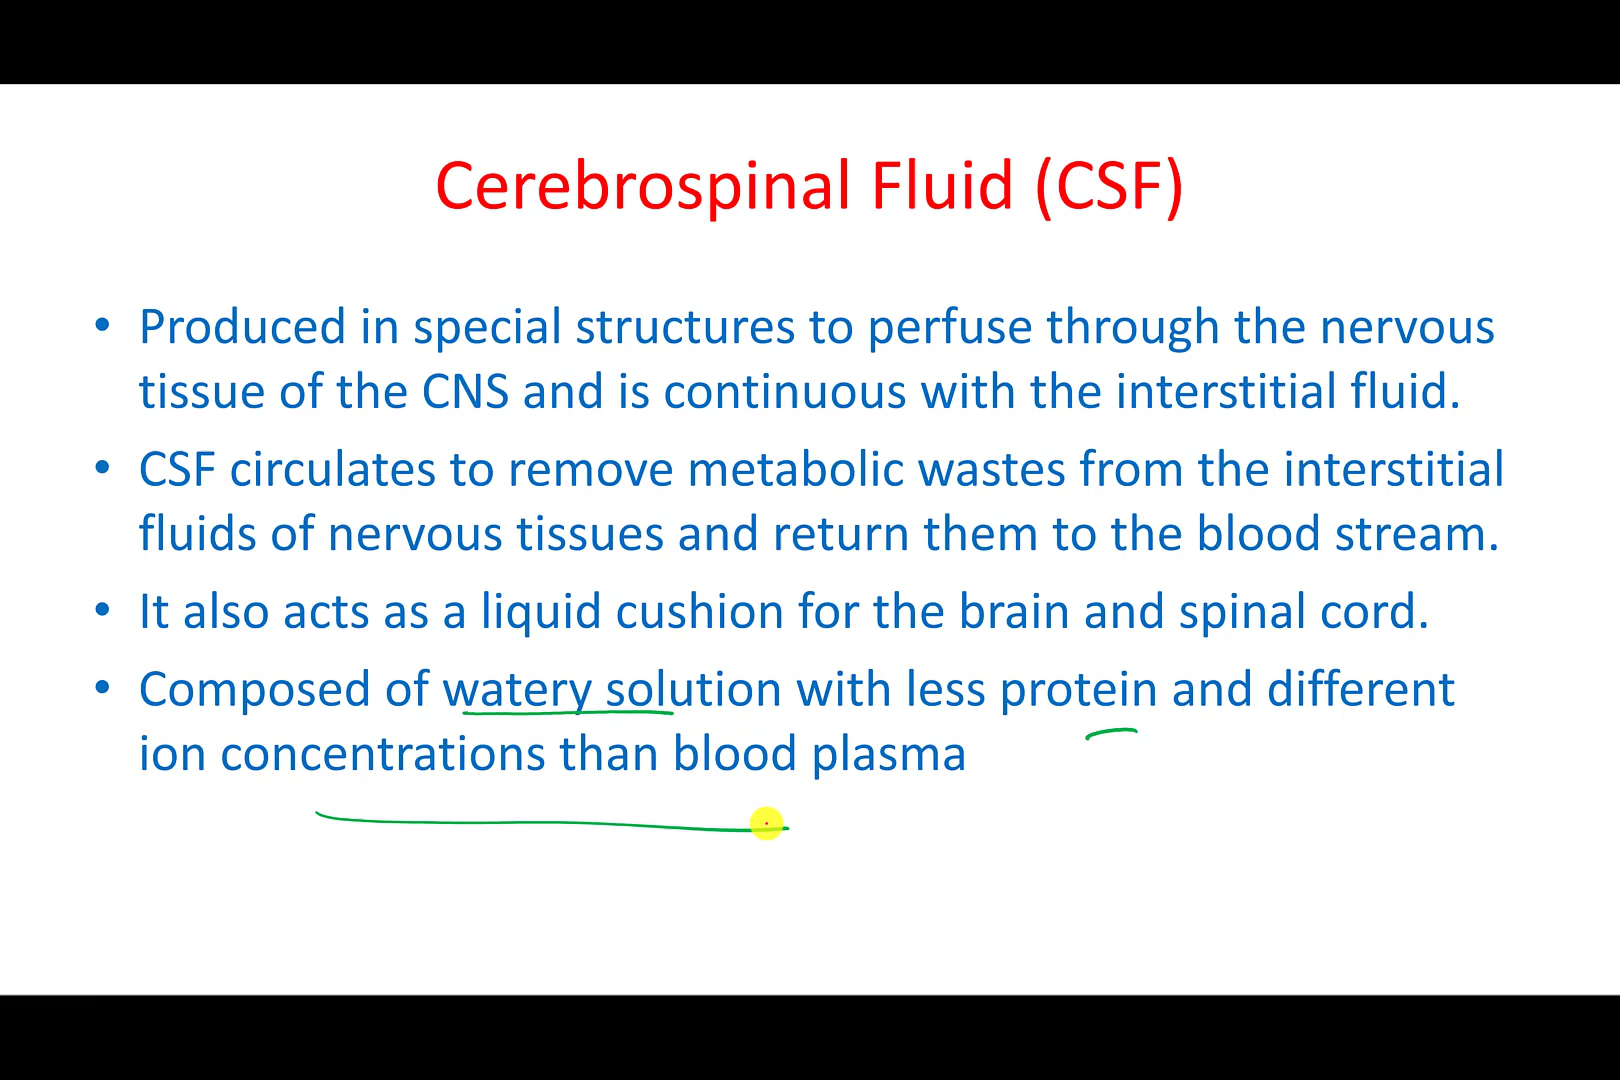 Cerebrospinal Fluid (CSF)
• Produced in special structures to perfuse through the nervous
tissue of the CNS and is continuous with the interstitial fluid.
• CSF circulates to remove metabolic wastes from the interstitial
fluids of nervous tissues and return them to the blood stream.
• It also acts as a liquid cushion for the brain and spinal cord.
• Composed of watery solution with less protein and different
ion concentrations than blood plasma